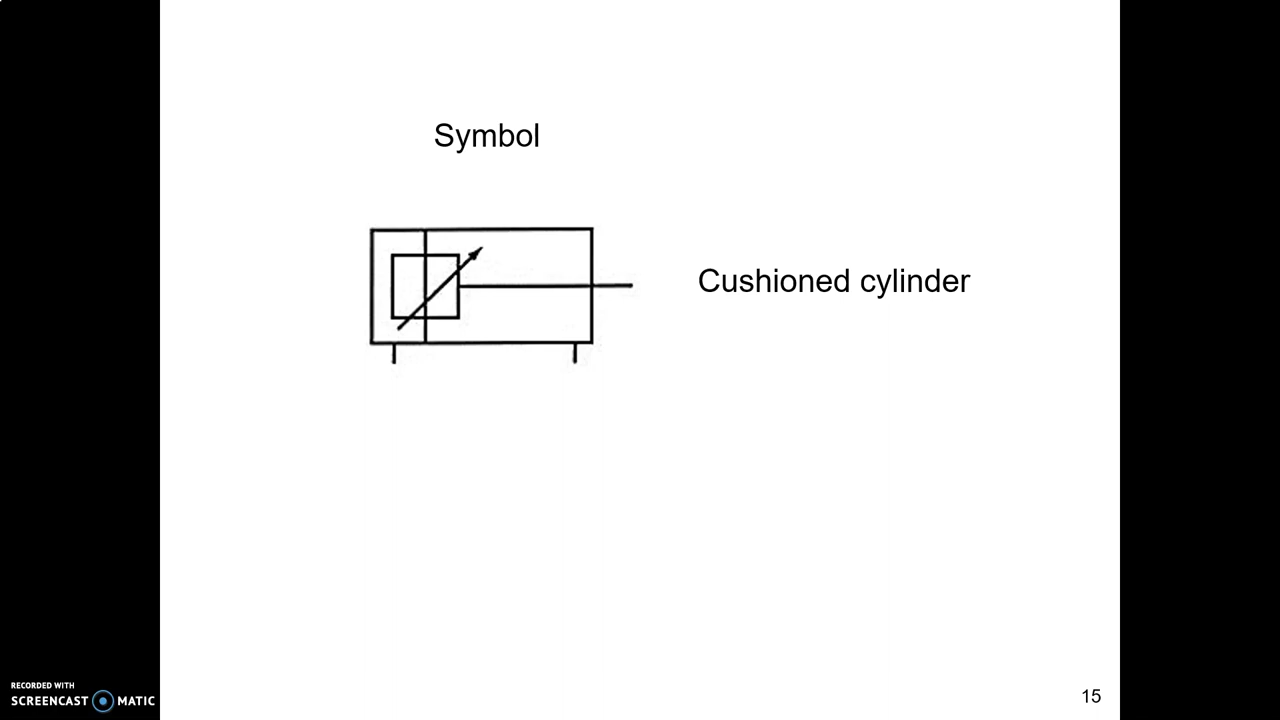 Symbol
Cushioned cylinder
15
RECORDED WITH
SCREENCAST MATIC